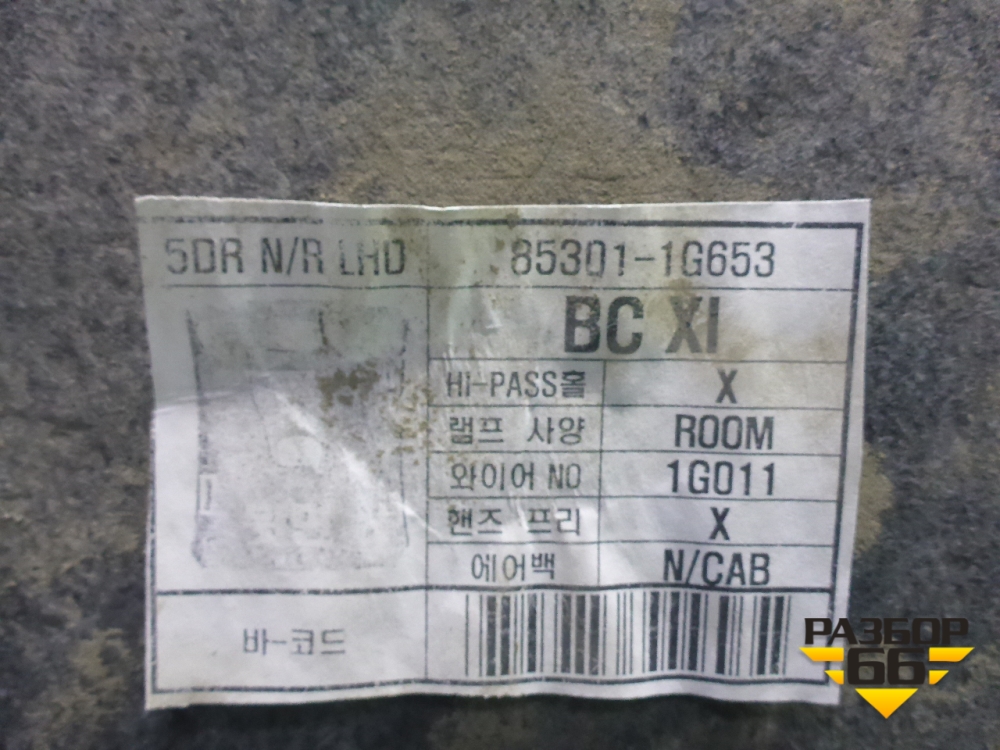 5DR N/R LHD 85301-1G653
BC XI
Hi-PASS홀 X
램프 사양 ROOM
와이어 NO 1G011
핸즈 프리 X
에어백 N/CAB
바-코드
РАЗБОР
66